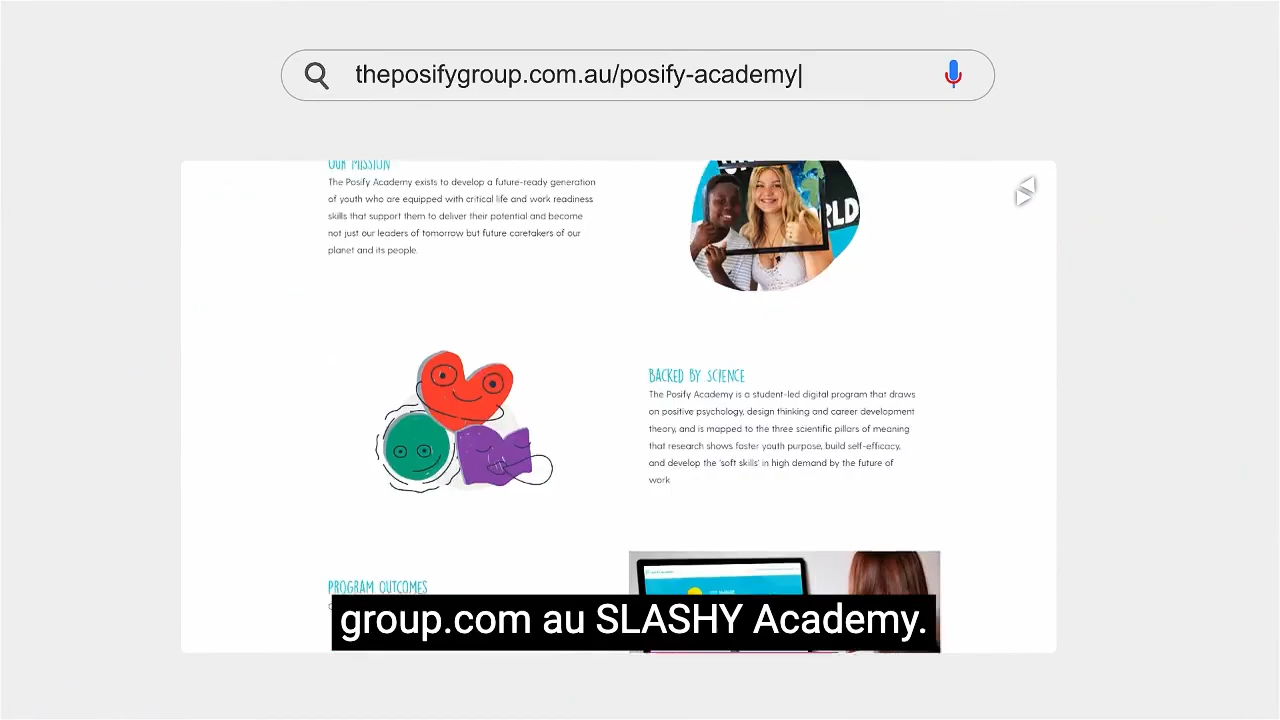 theposifygroup.com.au/posify-academy
OUR MISSION
The Posify Academy exists to develop a future-ready generation
of youth who are equipped with critical life and work readiness
skills that support them to deliver their potential and become
not just our leaders of tomorrow but future caretakers of our
planet and its people.
RLD
BACKED BY SCIENCE
The Posify Academy is a student-led digital program that draws
on positive psychology, design thinking and career development
theory, and is mapped to the three scientific pillars of meaning
that research shows foster youth purpose, build self-efficacy,
and develop the 'soft skills' in high demand by the future of
work.
PROGRAM OUTCOMES
group.com au SLASHY Academy.